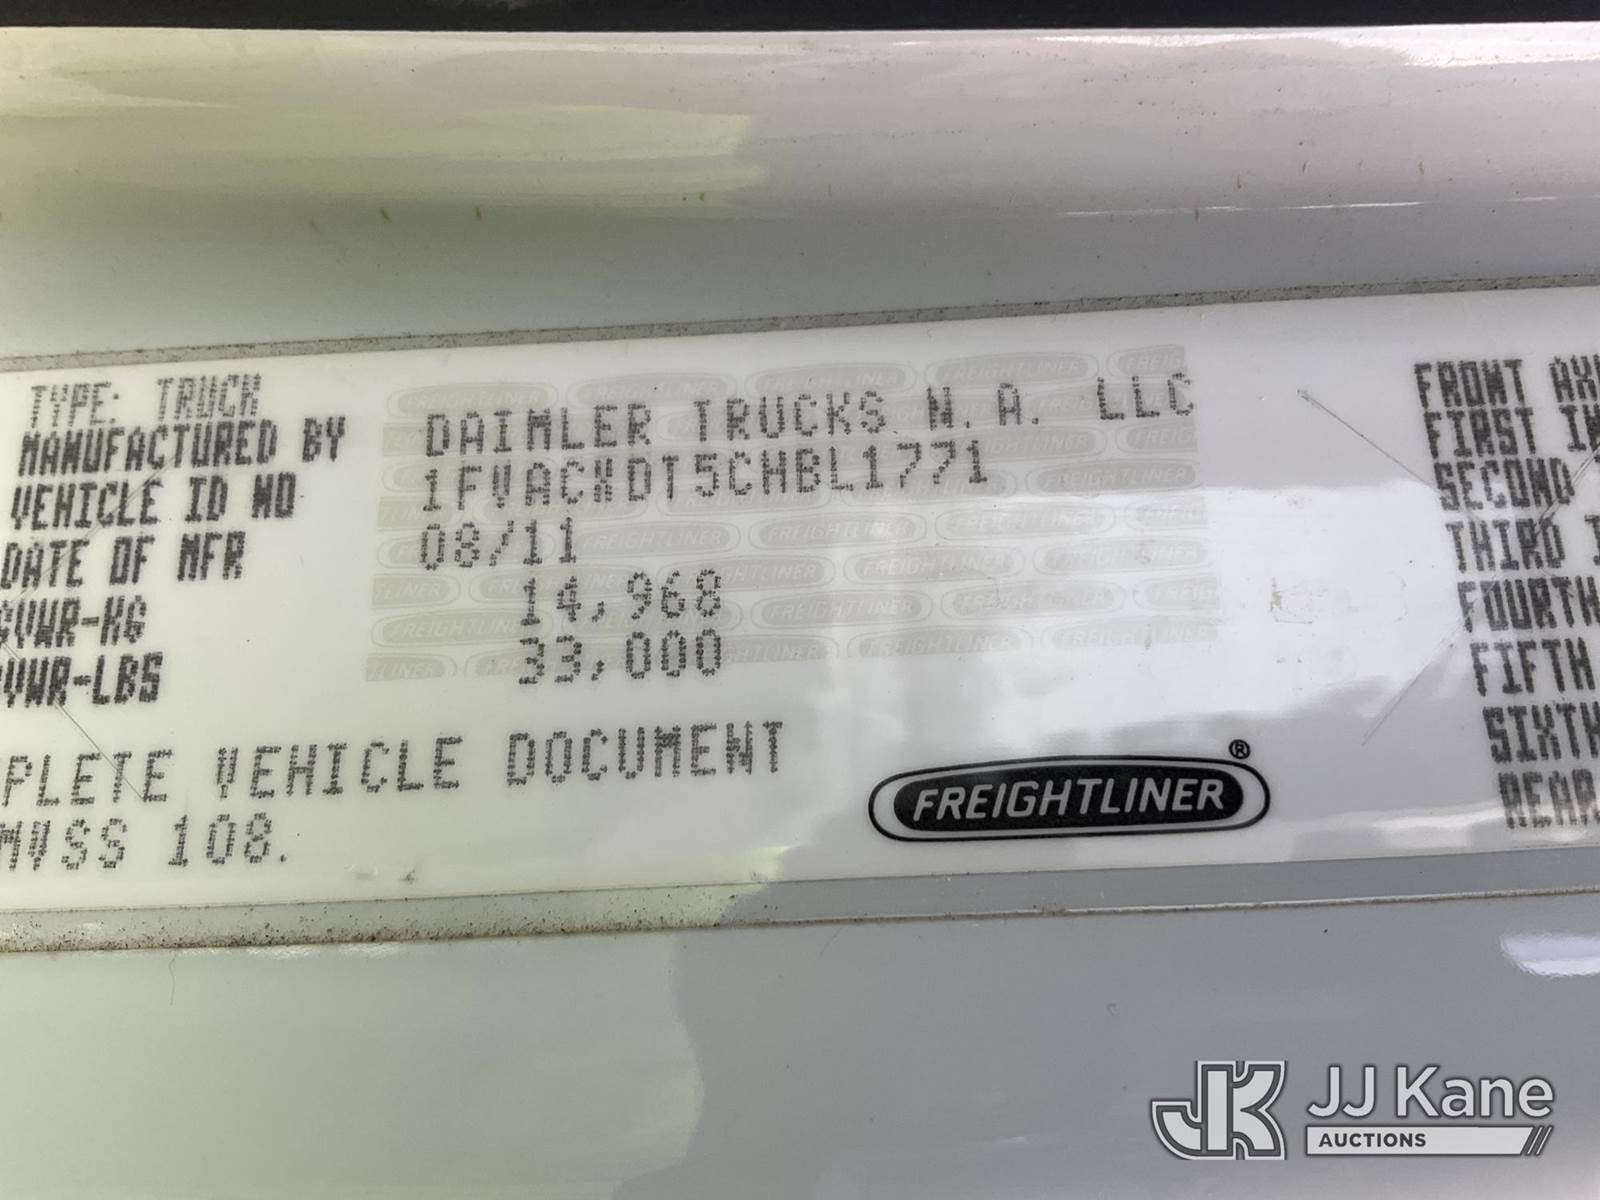 TYPE: TRUCK
MANUFACTURED BY DAIMLER TRUCKS N.A. LLC
VEHICLE ID NO 1FVACXDT5CHBL1771
DATE OF MFR 08/11
GVWR-KG 14,968
GVWR-LBS 33,000
PLETE VEHICLE DOCUMENT
MVSS 108.
FREIGHTLINER®
FRONT AX
FIRST IN
SECOND
THIRD I
FOURTH
FIFTH
SIXTH
REAR
JK JJ Kane
AUCTIONS